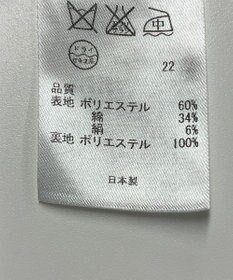 中
ドライ
22
品質
表地 ポリエステル 60%
綿 34%
絹 6%
裏地 ポリエステル 100%
日本製